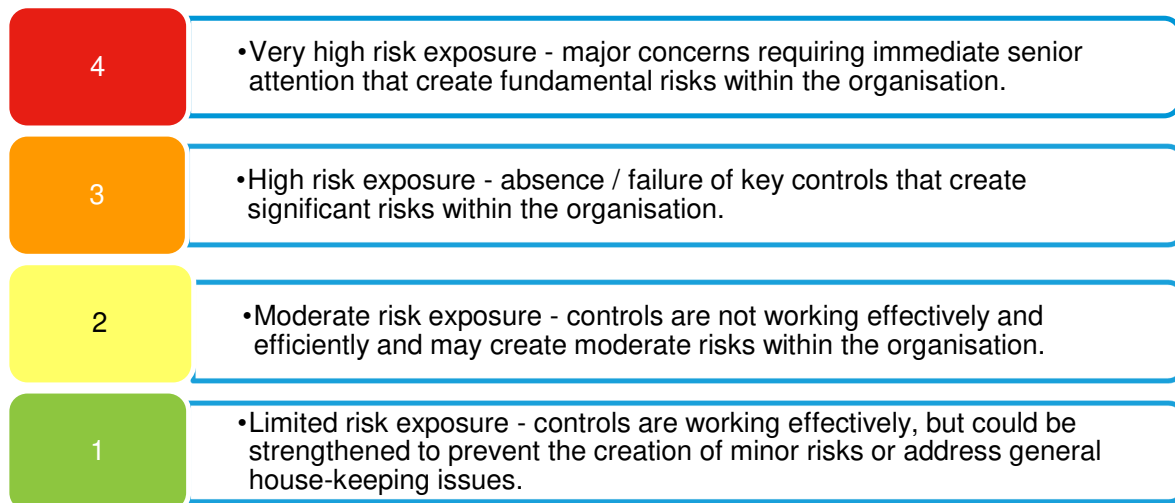 4
•Very high risk exposure - major concerns requiring immediate senior
attention that create fundamental risks within the organisation.
3
•High risk exposure - absence / failure of key controls that create
significant risks within the organisation.
2
•Moderate risk exposure - controls are not working effectively and
efficiently and may create moderate risks within the organisation.
1
•Limited risk exposure - controls are working effectively, but could be
strengthened to prevent the creation of minor risks or address general
house-keeping issues.